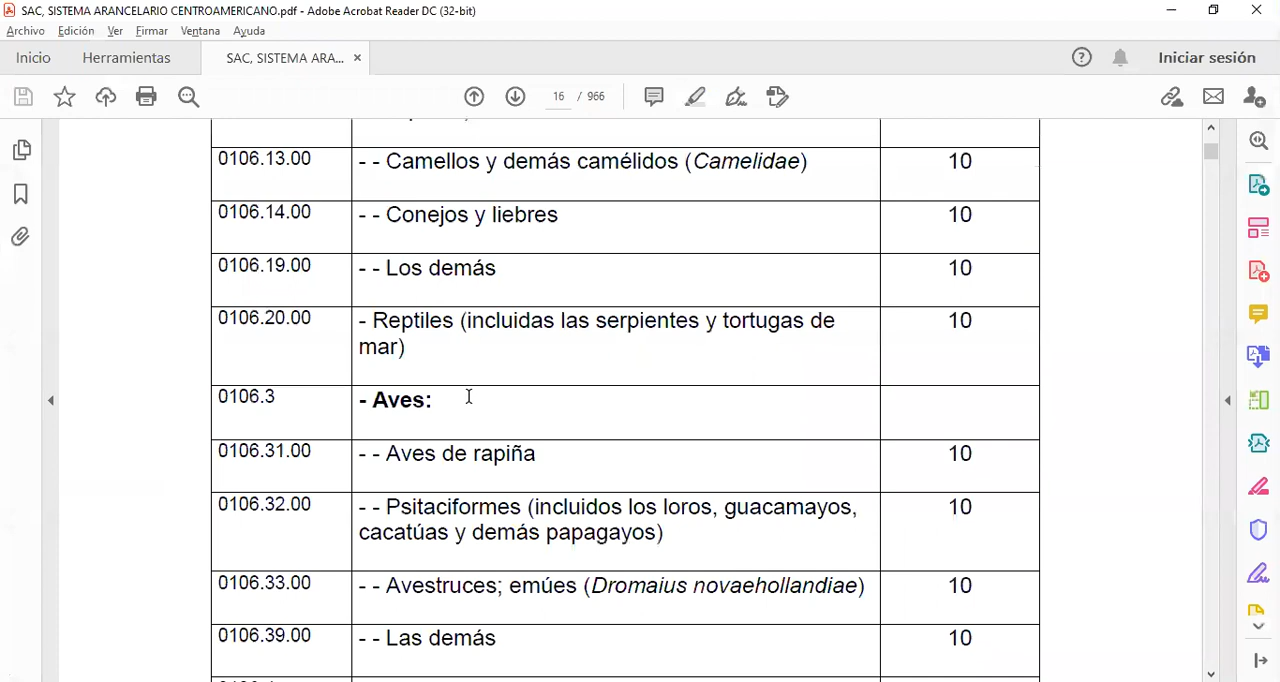 SAC, SISTEMA ARANCELARIO CENTROAMERICANO.pdf - Adobe Acrobat Reader DC (32-bit)
Archivo Edición Ver Firmar Ventana Ayuda
Inicio Herramientas SAC, SISTEMA ARA... × Iniciar sesión
16 / 966
0106.13.00 - - Camellos y demás camélidos (Camelidae) 10
0106.14.00 - - Conejos y liebres 10
0106.19.00 - - Los demás 10
0106.20.00 - Reptiles (incluidas las serpientes y tortugas de 10
mar)
0106.3 - Aves:
0106.31.00 - - Aves de rapiña 10
0106.32.00 - - Psitaciformes (incluidos los loros, guacamayos, 10
cacatúas y demás papagayos)
0106.33.00 - - Avestruces; emúes (Dromaius novaehollandiae) 10
0106.39.00 - - Las demás 10